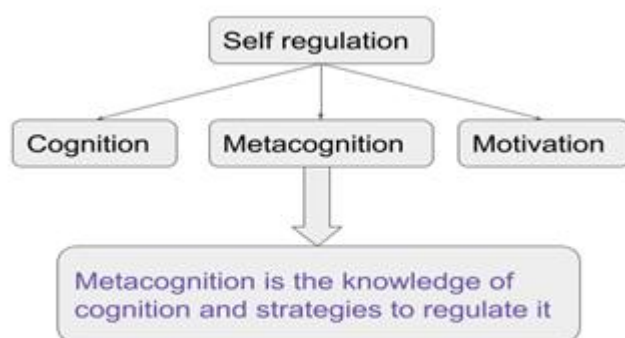 Self regulation
Cognition
Metacognition
Motivation
Metacognition is the knowledge of
cognition and strategies to regulate it